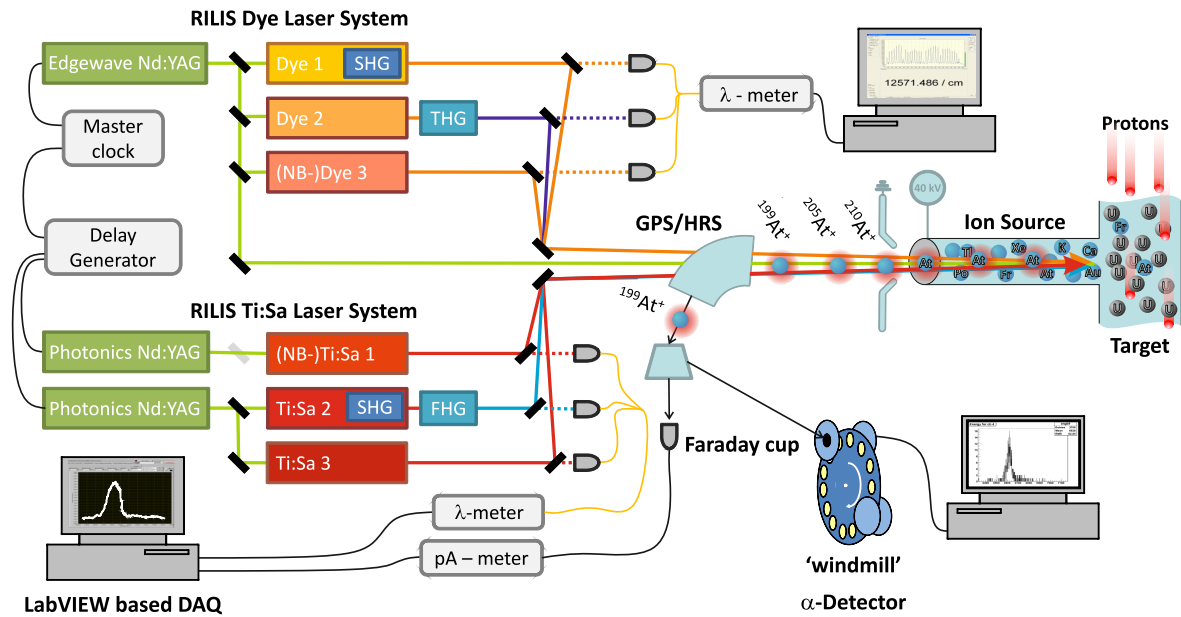 RILIS Dye Laser System
Edgewave Nd:YAG
Dye 1
SHG
Dye 2
THG
(NB-)Dye 3
λ - meter
12571.486 / cm
Master
clock
Delay
Generator
Protons
40 kV
Ion Source
GPS/HRS
199At+
205At+
210At+
At
Tl
At
Xe
At
K
Ca
Po
Fr
At
Au
U
Fr
U
U
U
U
U
U
At
U
U
U
U
U
Target
199At+
RILIS Ti:Sa Laser System
Photonics Nd:YAG
(NB-)Ti:Sa 1
Photonics Nd:YAG
Ti:Sa 2
SHG
FHG
Ti:Sa 3
Faraday cup
λ-meter
pA – meter
LabVIEW based DAQ
'windmill'
α-Detector